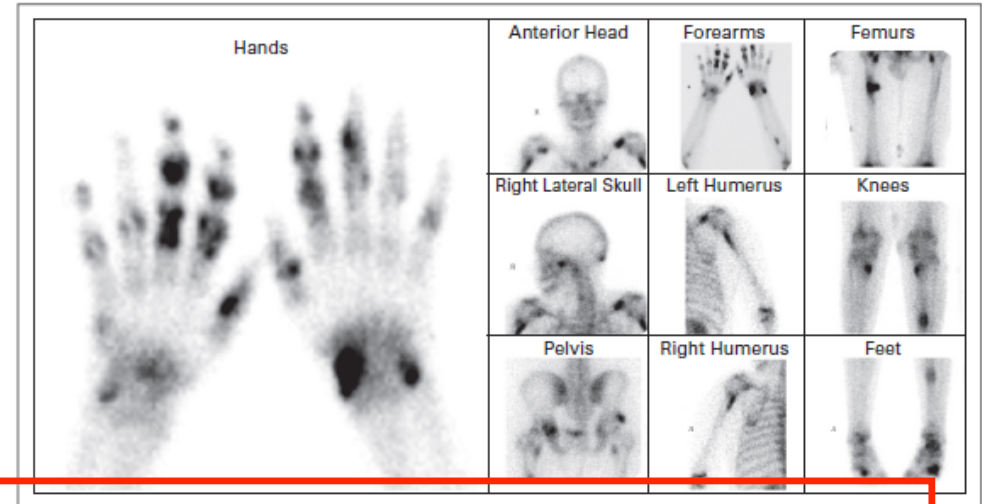 Hands
Anterior Head
Forearms
Femurs
Right Lateral Skull
Left Humerus
Knees
Pelvis
Right Humerus
Feet